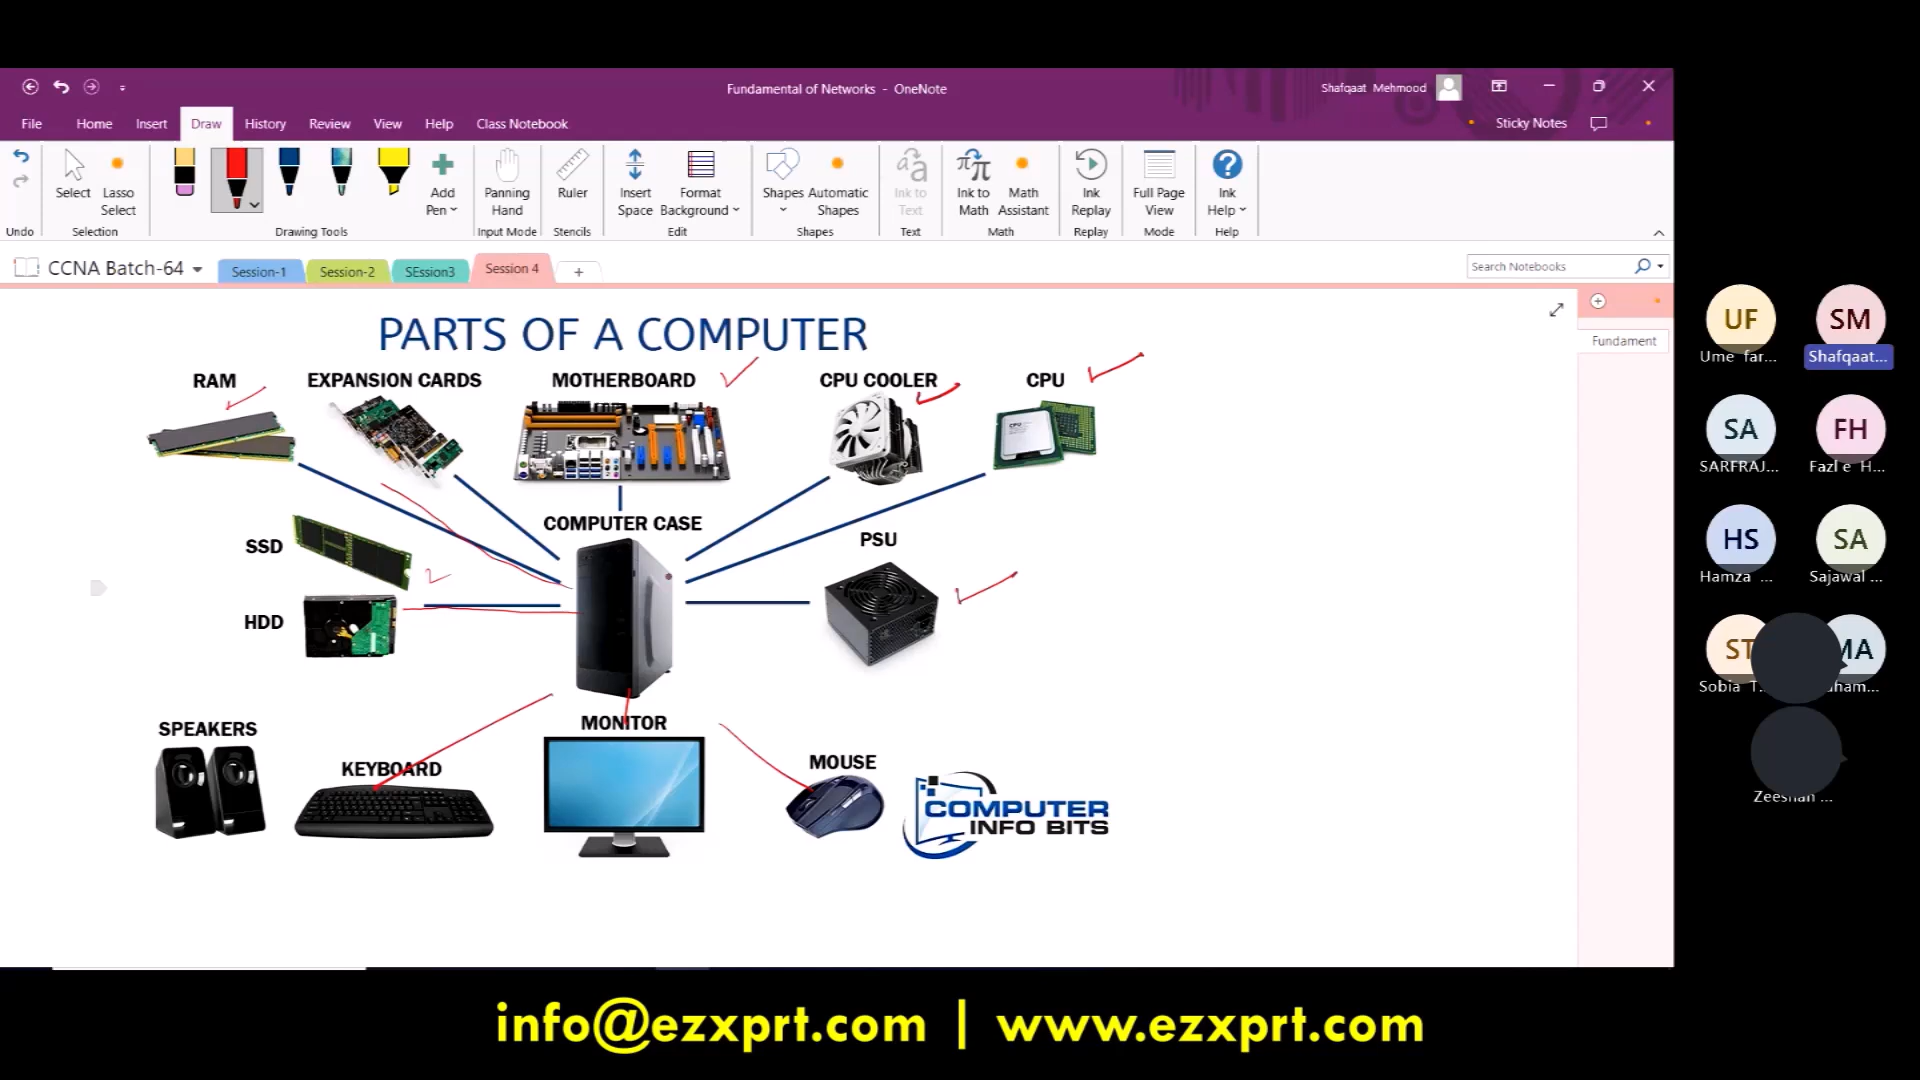 Fundamental of Networks - OneNote
Shafqaat Mehmood
File Home Insert Draw History Review View Help Class Notebook
Sticky Notes
Select
Lasso Select
Add Pen
Panning Hand
Ruler
Insert Space
Format Background
Shapes
Automatic Shapes
Ink to Text
Ink to Math
Math Assistant
Ink Replay
Full Page View
Ink Help
Undo Selection Drawing Tools Input Mode Stencils Edit Shapes Text Math Replay Mode Help
CCNA Batch-64 Session-1 Session-2 SEssion3 Session 4
Search Notebooks
Fundament
PARTS OF A COMPUTER
RAM EXPANSION CARDS MOTHERBOARD CPU COOLER CPU
CPU
COMPUTER CASE
SSD
PSU
HDD
SPEAKERS
MONITOR
KEYBOARD
MOUSE
COMPUTER
INFO BITS
UF SM
Ume far... Shafqaat...
SA FH
SARFRAJ... Fazl e H...
HS SA
Hamza ... Sajawal ...
ST MA
Sobia T... ham...
Zeeshan ...
info@ezxprt.com | www.ezxprt.com